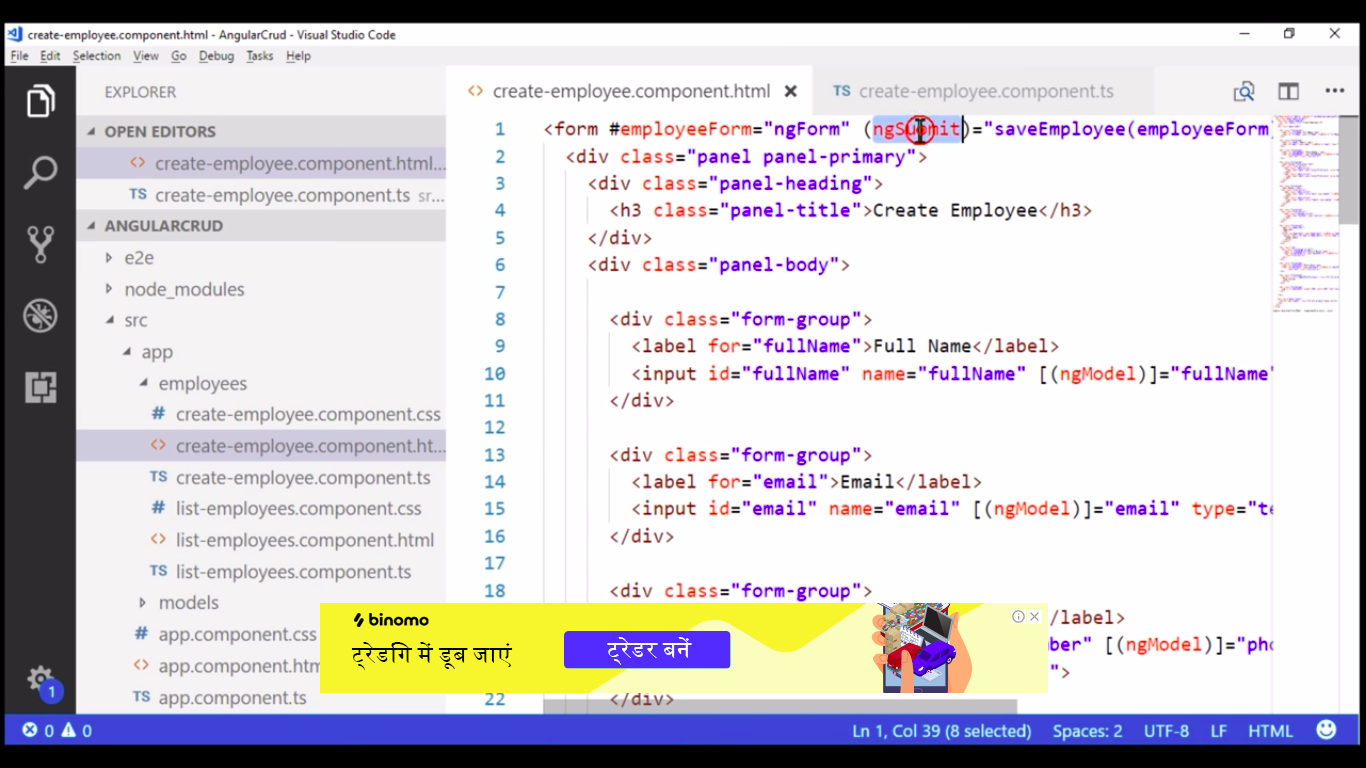 create-employee.component.html - AngularCrud - Visual Studio Code
File Edit Selection View Go Debug Tasks Help
EXPLORER
OPEN EDITORS
<> create-employee.component.html...
TS create-employee.component.ts sr...
ANGULARCRUD
e2e
node_modules
src
app
employees
# create-employee.component.css
<> create-employee.component.ht...
TS create-employee.component.ts
# list-employees.component.css
<> list-employees.component.html
TS list-employees.component.ts
models
# app.component.css
<> app.component.htm
TS app.component.ts
1
<> create-employee.component.html TS create-employee.component.ts
1 <form #employeeForm="ngForm" (ngSubmit)="saveEmployee(employeeForm
2 <div class="panel panel-primary">
3 <div class="panel-heading">
4 <h3 class="panel-title">Create Employee</h3>
5 </div>
6 <div class="panel-body">
7
8 <div class="form-group">
9 <label for="fullName">Full Name</label>
10 <input id="fullName" name="fullName" [(ngModel)]="fullName"
11 </div>
12
13 <div class="form-group">
14 <label for="email">Email</label>
15 <input id="email" name="email" [(ngModel)]="email" type="te
16 </div>
17
18 <div class="form-group">
/label>
ber" [(ngModel)]="pho
">
22 </div>
binomo
ट्रेडगि में डूब जाएं
ट्रेडर बनें
0 0 Ln 1, Col 39 (8 selected) Spaces: 2 UTF-8 LF HTML